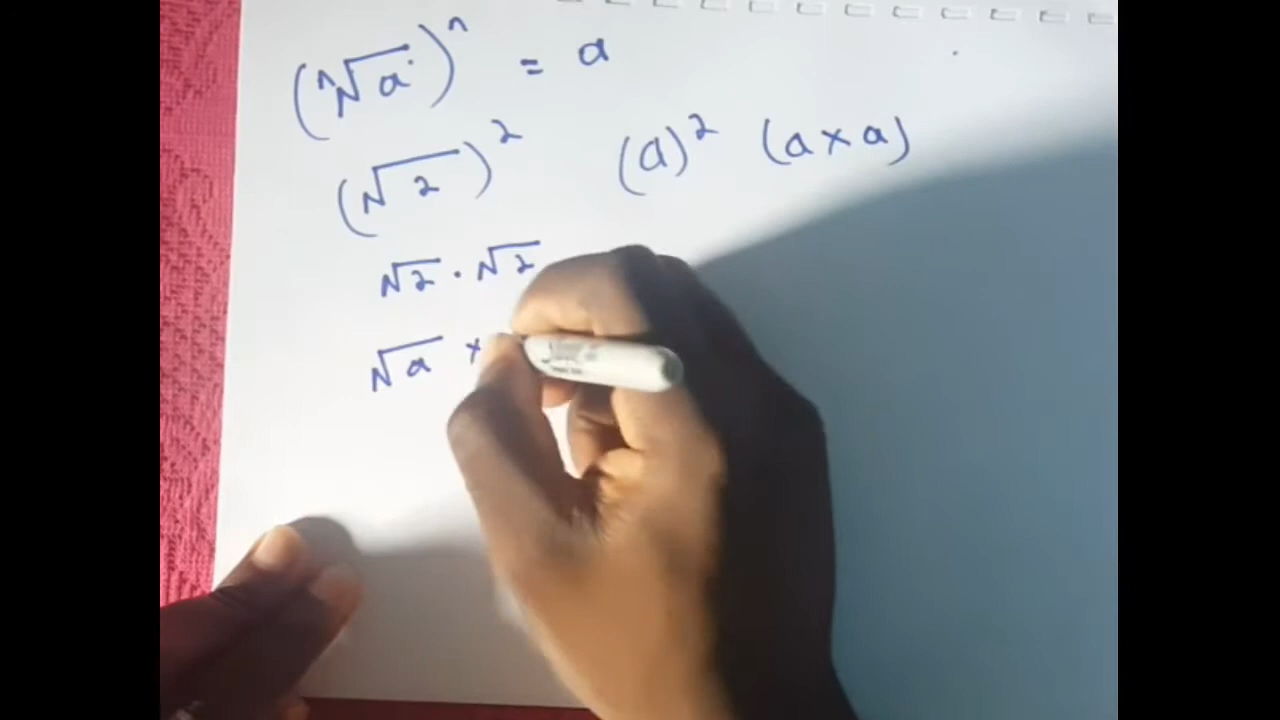 (ⁿ√a)ⁿ = a
(√2)² (a)² (a × a)
√2 · √2
√a ×